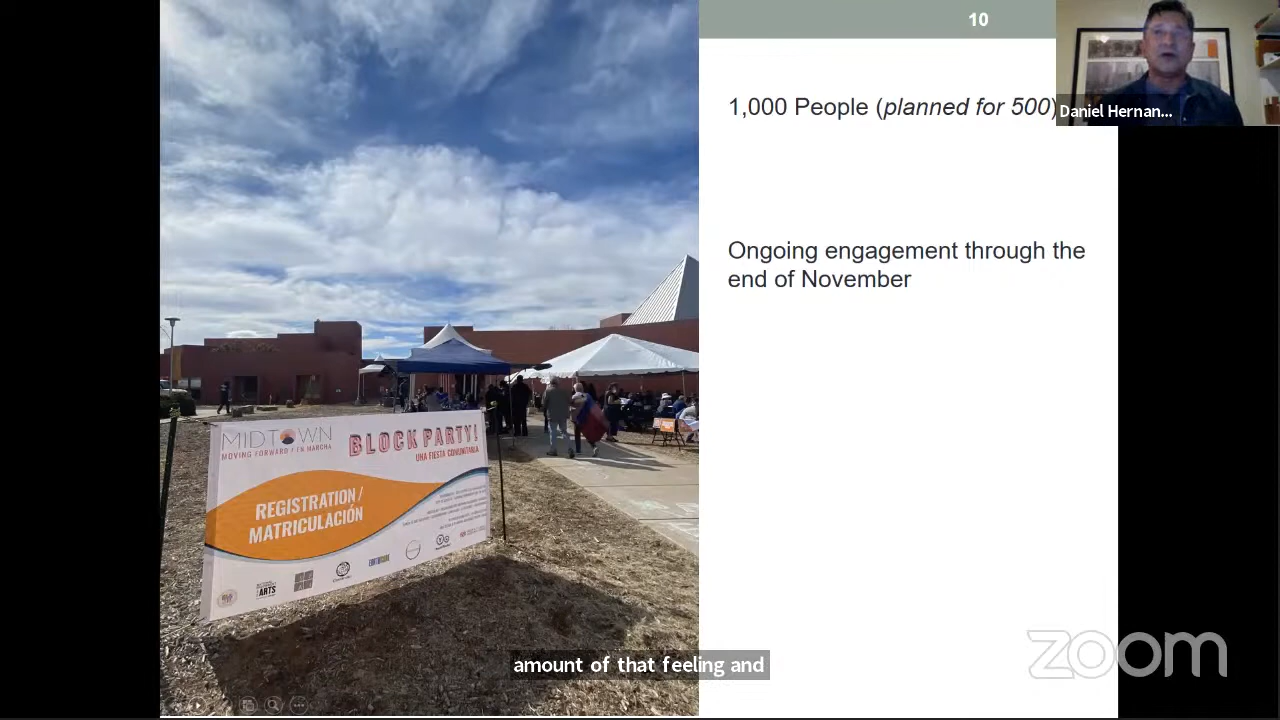 10
1,000 People (planned for 500)
Daniel Hernan...
Ongoing engagement through the
end of November
MIDTOWN
MOVING FORWARD / EN MARCHA
BLOCK PARTY!
UNA FIESTA COMUNITARIA
REGISTRATION/
MATRICULACIÓN
ARTS
amount of that feeling and
zoom